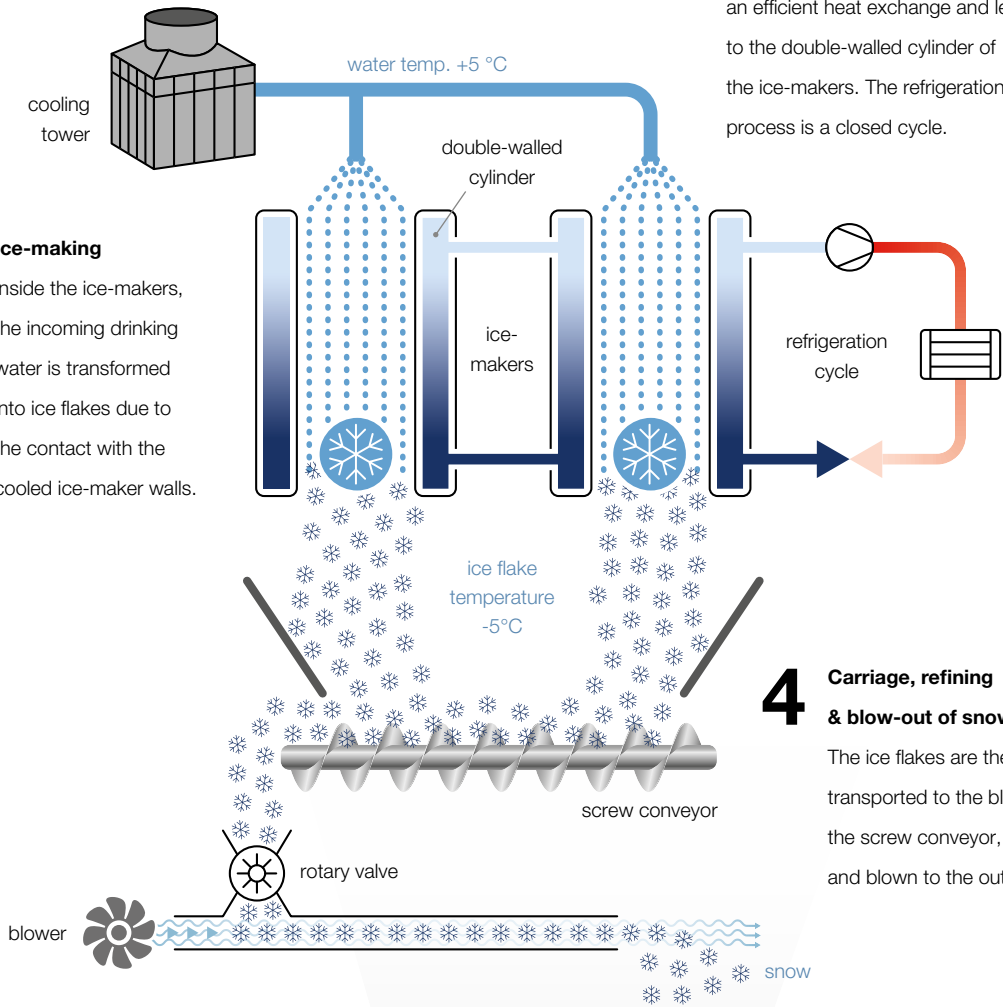 an efficient heat exchange and
to the double-walled cylinder of
the ice-makers. The refrigeration
process is a closed cycle.
water temp. +5 °C
cooling
tower
double-walled
cylinder
ce-making
nside the ice-makers,
he incoming drinking
water is transformed
nto ice flakes due to
he contact with the
cooled ice-maker walls.
ice-
makers
refrigeration
cycle
ice flake
temperature
-5°C
4
Carriage, refining
& blow-out of snow
The ice flakes are the
transported to the bl
the screw conveyor,
and blown to the out
screw conveyor
rotary valve
blower
snow